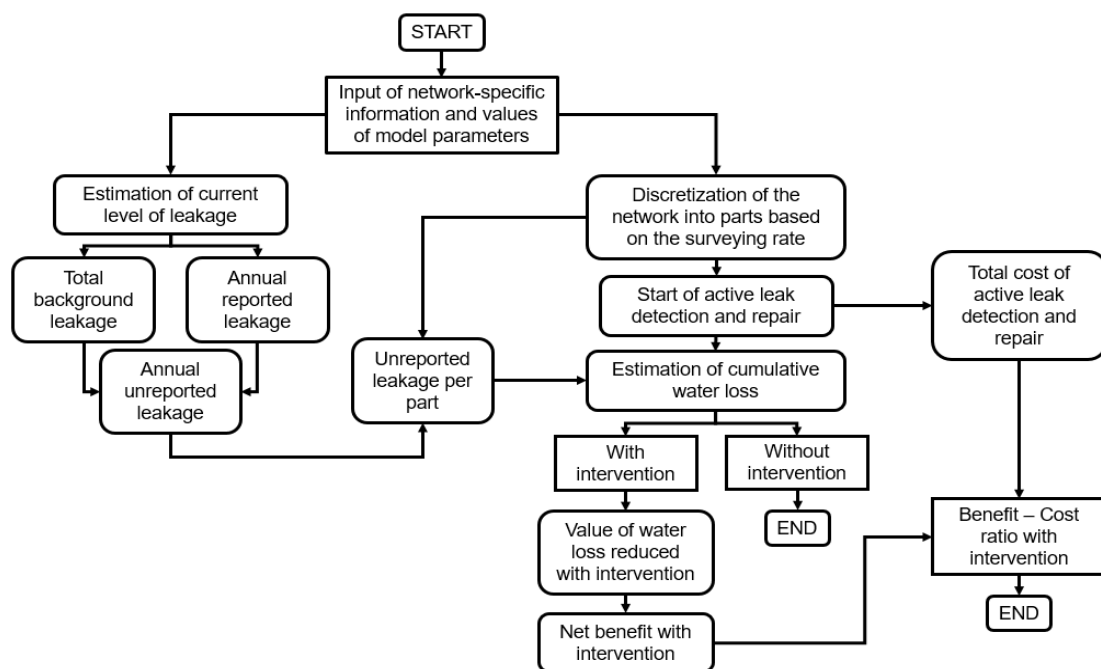 START
Input of network-specific
information and values
of model parameters
Estimation of current
level of leakage
Total
background
leakage
Annual
reported
leakage
Annual
unreported
leakage
Unreported
leakage per
part
Discretization of the
network into parts based
on the surveying rate
Start of active leak
detection and repair
Total cost of
active leak
detection and
repair
Estimation of cumulative
water loss
With
intervention
Without
intervention
END
Value of water
loss reduced
with intervention
Net benefit with
intervention
Benefit – Cost
ratio with
intervention
END